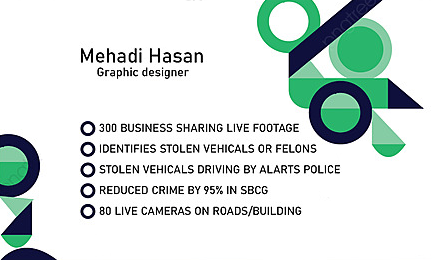 Mehadi Hasan
Graphic designer
300 BUSINESS SHARING LIVE FOOTAGE
IDENTIFIES STOLEN VEHICALS OR FELONS
STOLEN VEHICALS DRIVING BY ALARTS POLICE
REDUCED CRIME BY 95% IN SBCG
80 LIVE CAMERAS ON ROADS/BUILDING